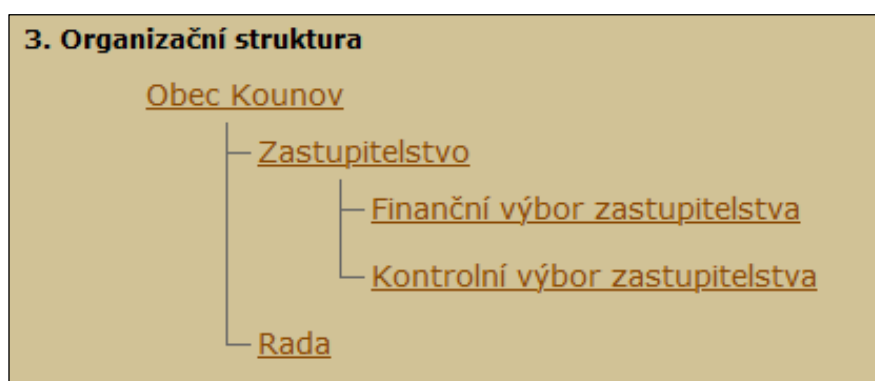 3. Organizační struktura
Obec Kounov
Zastupitelstvo
Finanční výbor zastupitelstva
Kontrolní výbor zastupitelstva
Rada